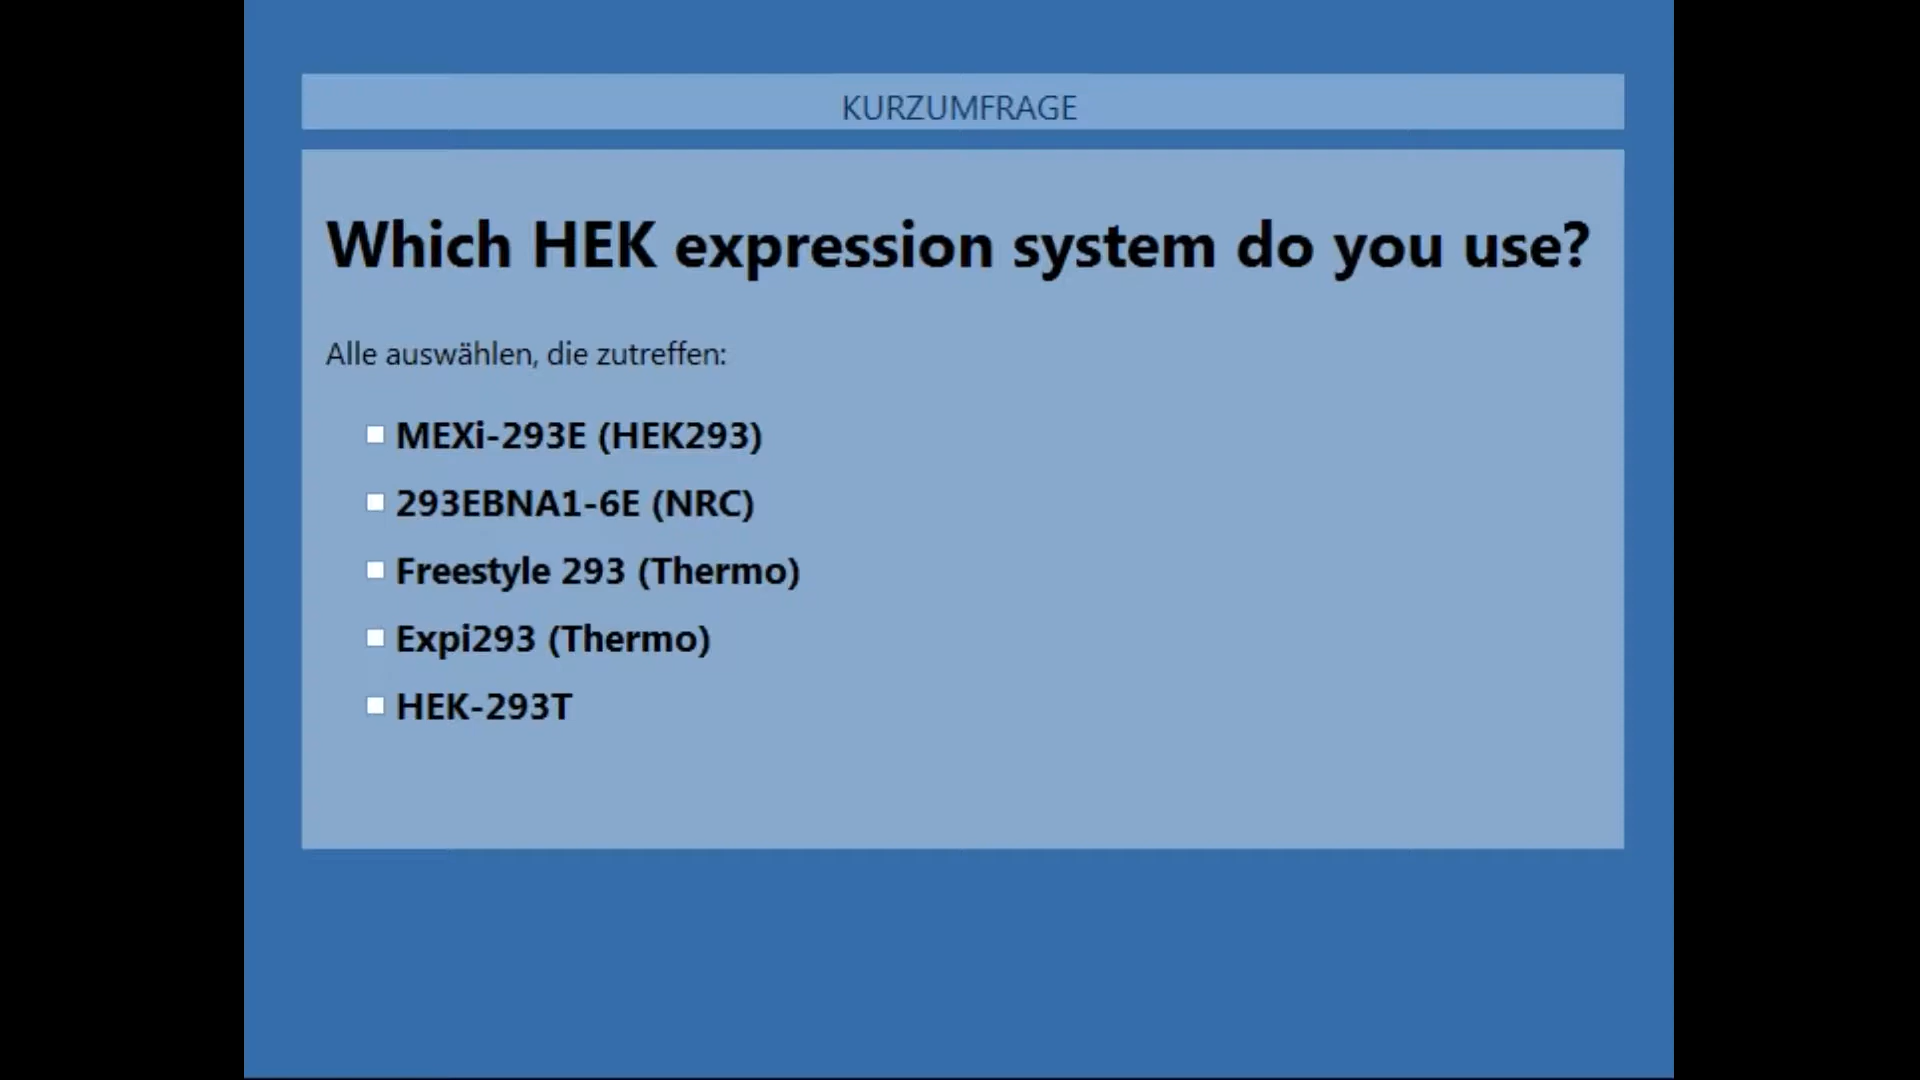 KURZUMFRAGE
Which HEK expression system do you use?
Alle auswählen, die zutreffen:
MEXi-293E (HEK293)
293EBNA1-6E (NRC)
Freestyle 293 (Thermo)
Expi293 (Thermo)
HEK-293T